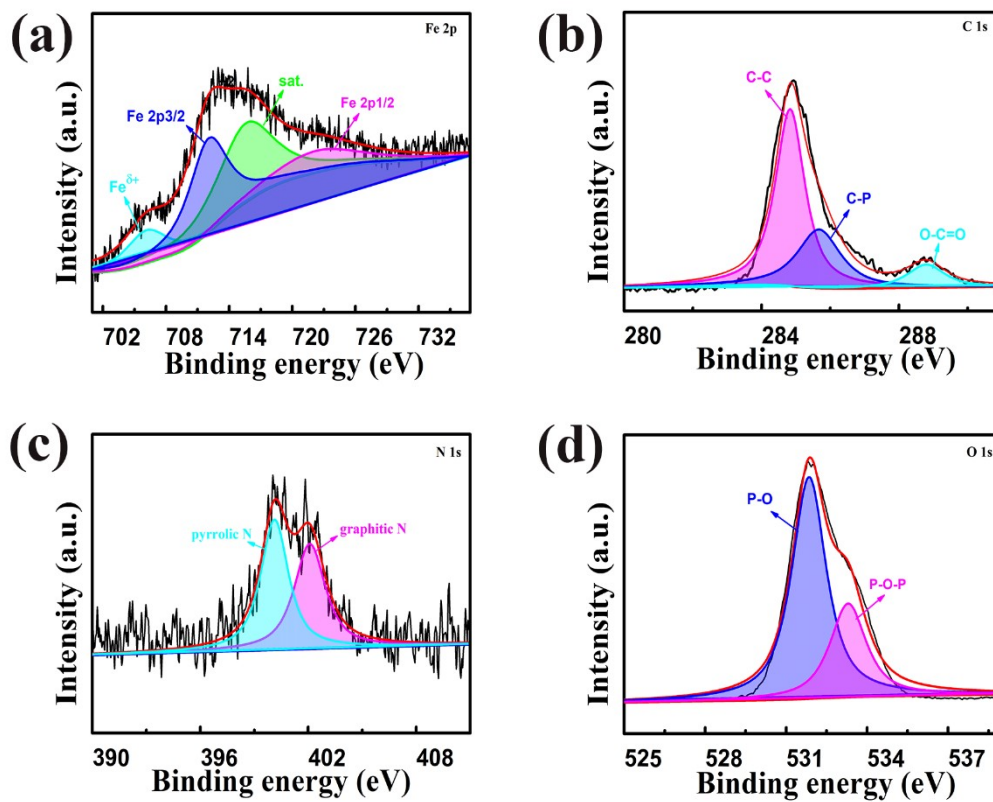 (a)
Fe 2p
Fe 2p3/2
sat.
Fe 2p1/2
Feδ+
Intensity (a.u.)
702 708 714 720 726 732
Binding energy (eV)
(b)
C 1s
C-C
C-P
O-C=O
Intensity (a.u.)
280 284 288
Binding energy (eV)
(c)
N 1s
pyrrolic N
graphitic N
Intensity (a.u.)
390 396 402 408
Binding energy (eV)
(d)
O 1s
P-O
P-O-P
Intensity (a.u.)
525 528 531 534 537
Binding energy (eV)